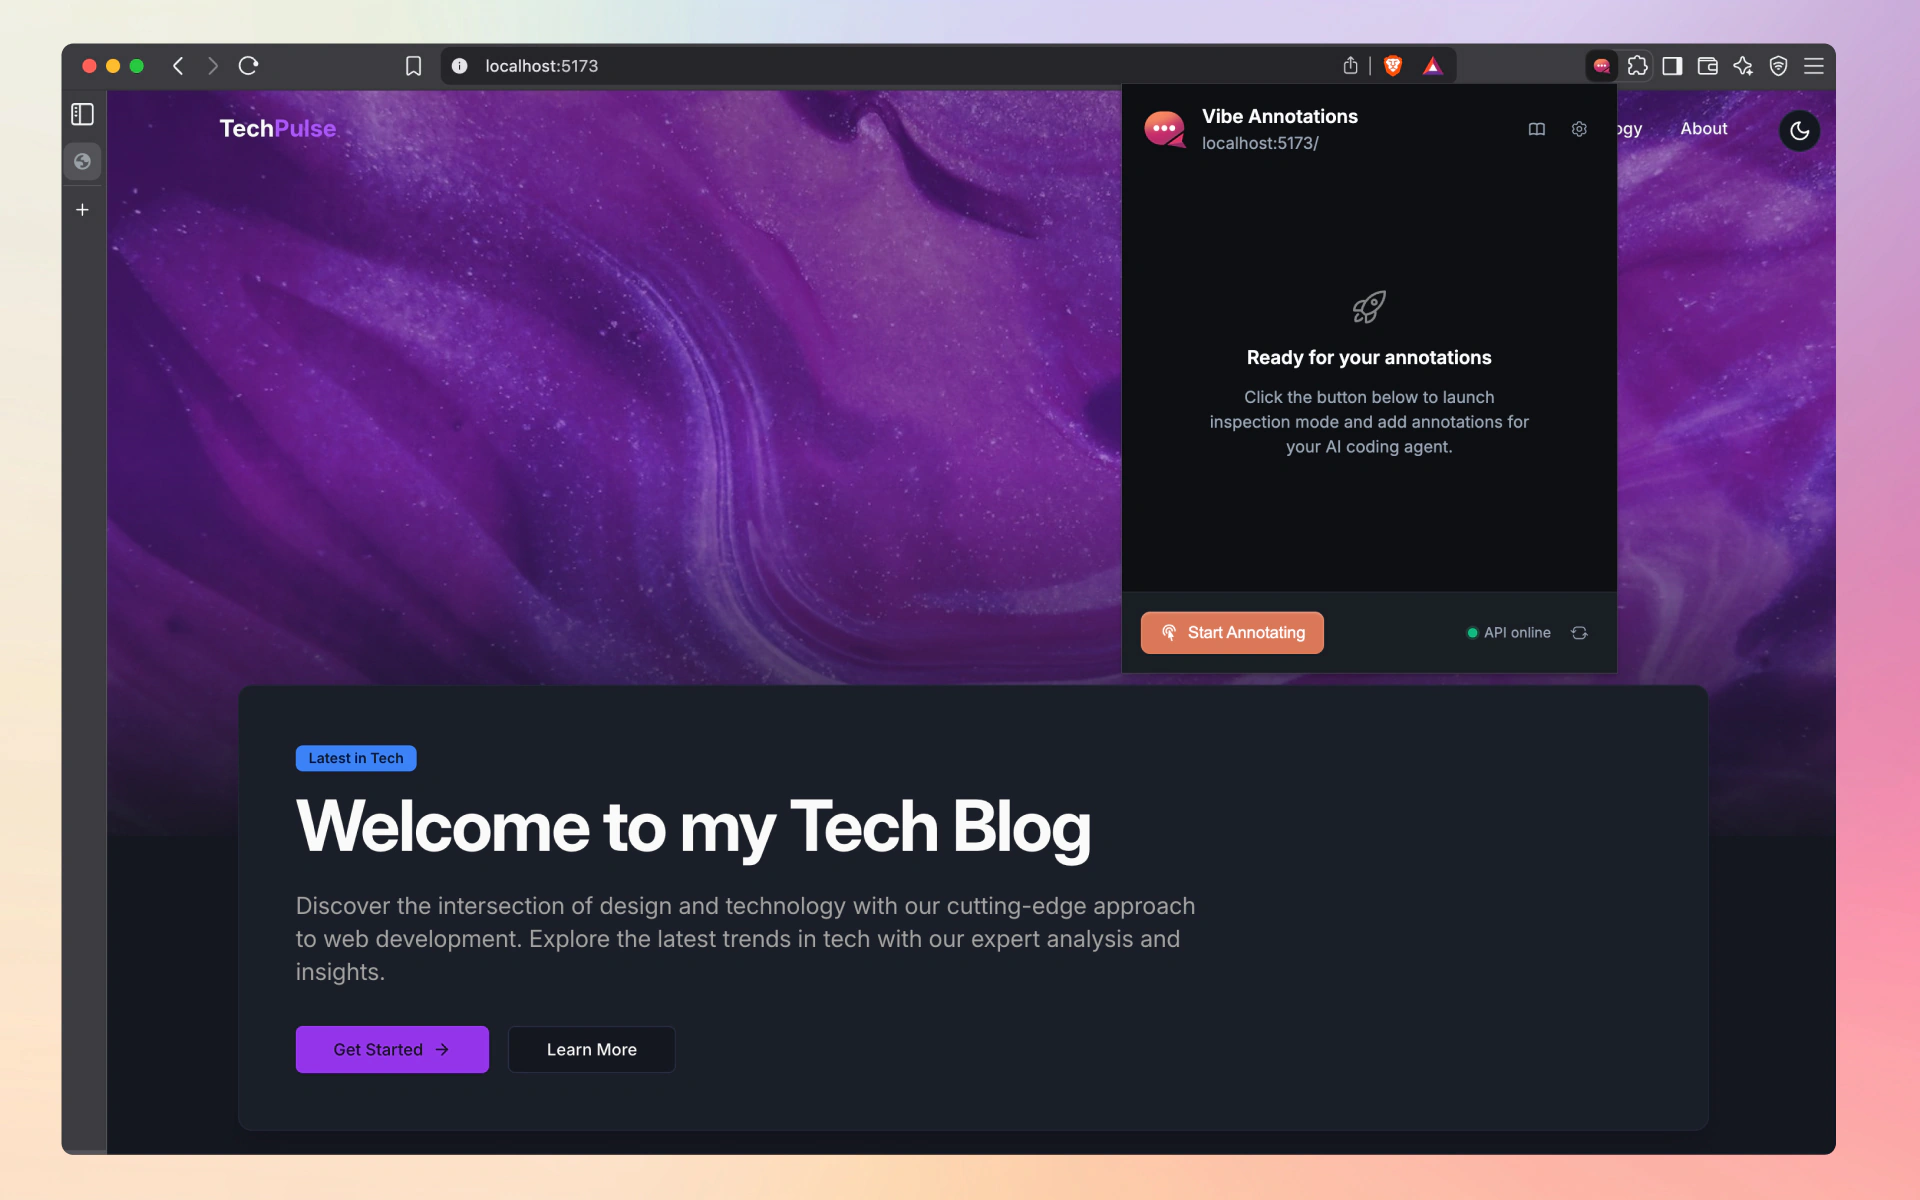 localhost:5173
TechPulse
Vibe Annotations
localhost:5173/
ogy
About
Ready for your annotations
Click the button below to launch
inspection mode and add annotations for
your AI coding agent.
Start Annotating
API online
Latest in Tech
Welcome to my Tech Blog
Discover the intersection of design and technology with our cutting-edge approach
to web development. Explore the latest trends in tech with our expert analysis and
insights.
Get Started
Learn More